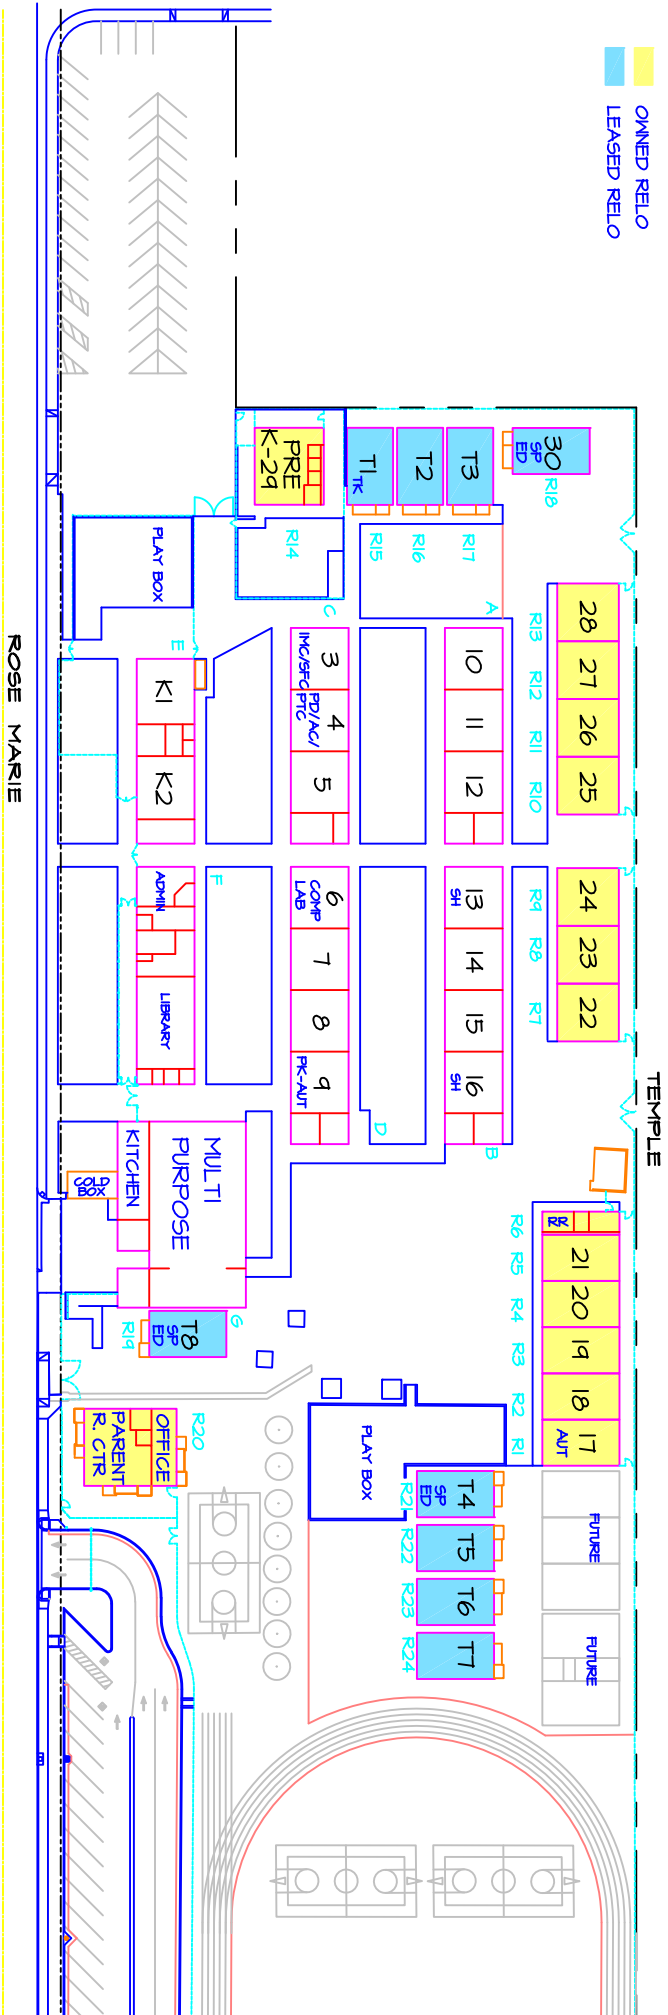 OWNED RELO
LEASED RELO
TEMPLE
30
SP
ED
R18
T3
R17
T2
R16
T1
TK
R15
PRE
K-29
R14
28
27
26
25
R13
R12
R11
R10
24
23
22
R9
R8
R7
RR
21
20
19
18
17
AUT
R6
R5
R4
R3
R2
R1
FUTURE
FUTURE
A
10
11
12
13
SH
14
15
16
SH
B
C
3
IMC/SFC
4
PD/AC/
PTC
5
6
COMP
LAB
7
8
9
PK-AUT
D
PLAY BOX
E
K1
K2
F
ADMIN
LIBRARY
KITCHEN
MULTI
PURPOSE
COLD
BOX
G
T8
SP
ED
R19
R20
OFFICE
PARENT
R. CTR
PLAY BOX
T4
SP
ED
R21
T5
R22
T6
R23
T7
R24
ROSE MARIE